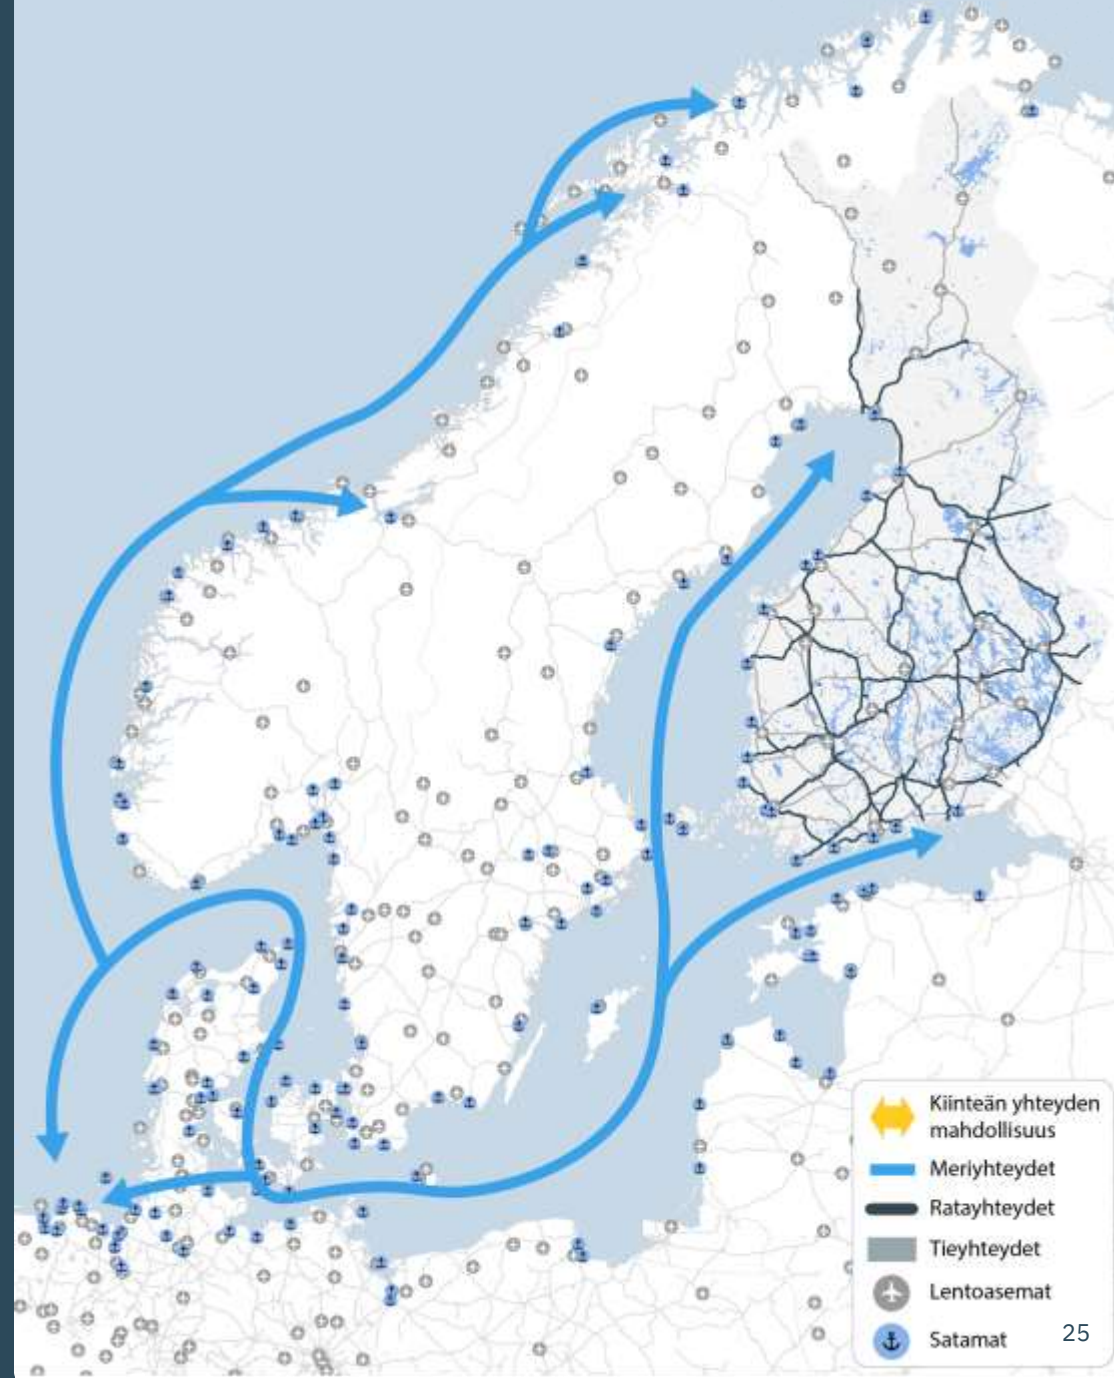 Kiinteän yhteyden
mahdollisuus
Meriyhteydet
Ratayhteydet
Tieyhteydet
Lentoasemat
Satamat
25